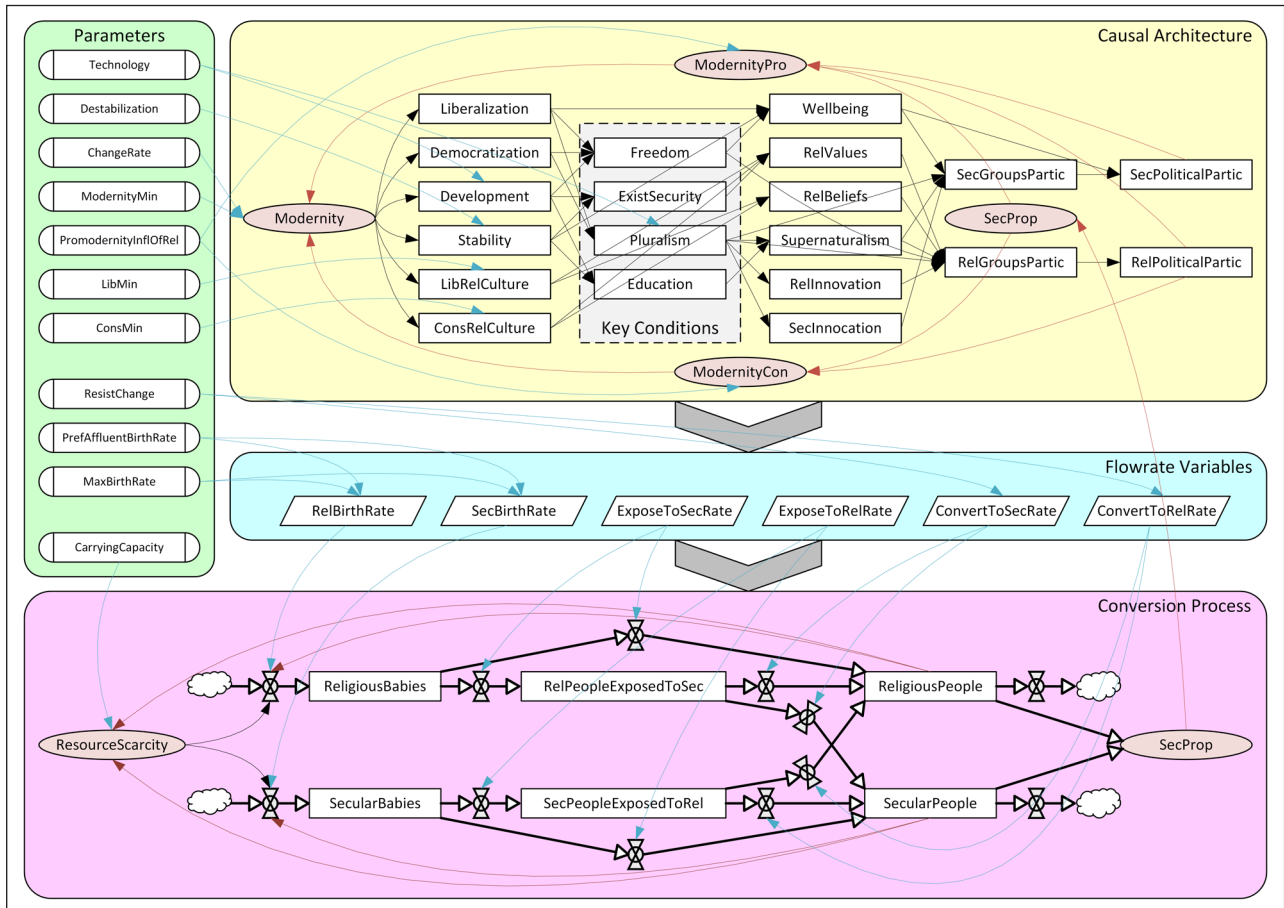 Parameters
Technology
Destabilization
ChangeRate
ModernityMin
PromodernityInflOfRel
LibMin
ConsMin
ResistChange
PrefAffluentBirthRate
MaxBirthRate
CarryingCapacity
Causal Architecture
ModernityPro
Liberalization
Wellbeing
Democratization
Freedom
RelValues
SecGroupsPartic
SecPoliticalPartic
Development
ExistSecurity
RelBeliefs
Modernity
SecProp
Stability
Pluralism
Supernaturalism
RelGroupsPartic
RelPoliticalPartic
LibRelCulture
Education
RelInnovation
ConsRelCulture
Key Conditions
SecInnocation
ModernityCon
Flowrate Variables
RelBirthRate
SecBirthRate
ExposeToSecRate
ExposeToRelRate
ConvertToSecRate
ConvertToRelRate
Conversion Process
ReligiousBabies
RelPeopleExposedToSec
ReligiousPeople
ResourceScarcity
SecProp
SecularBabies
SecPeopleExposedToRel
SecularPeople